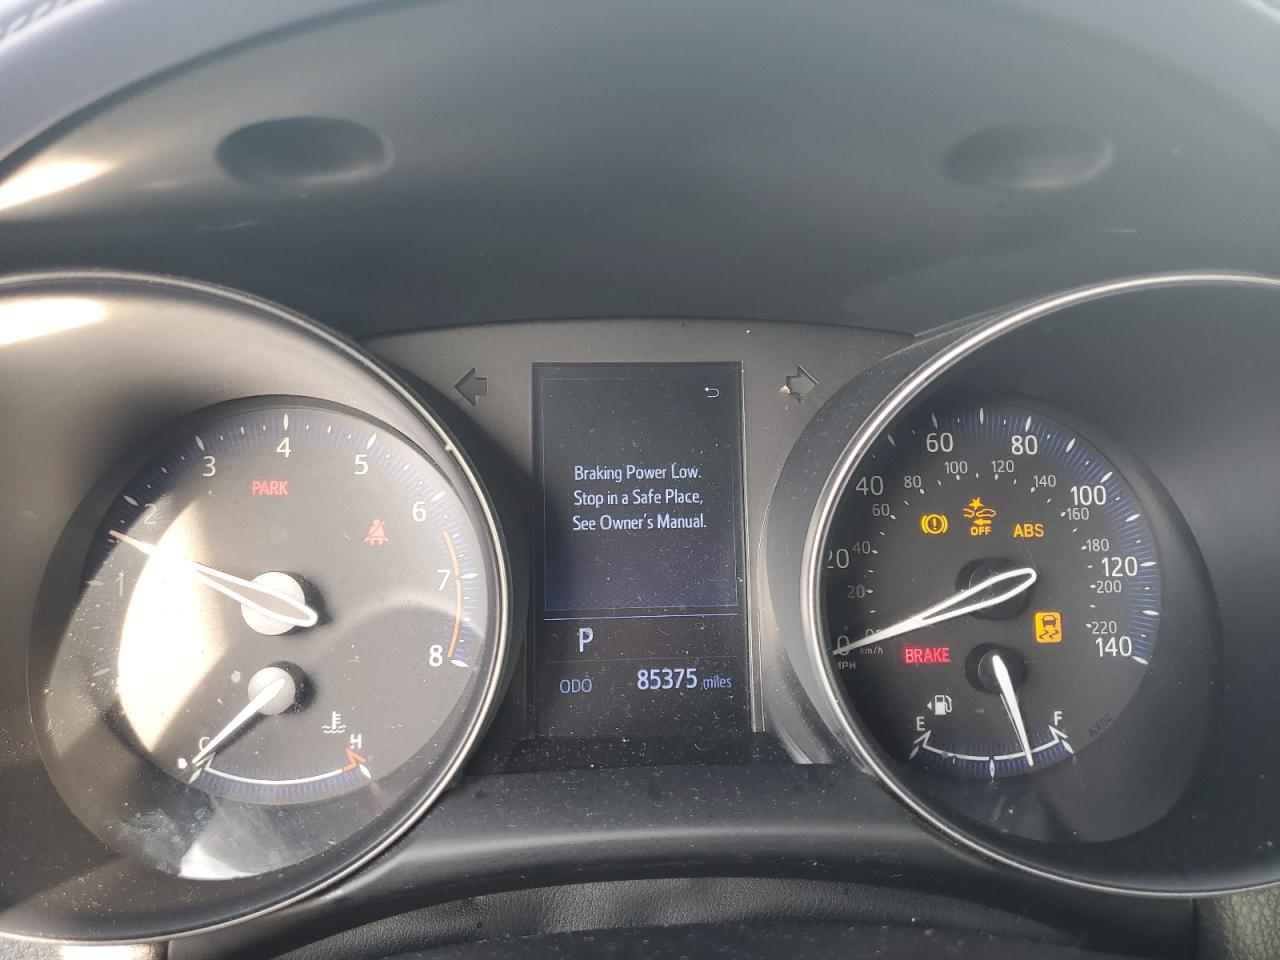 4
3
5
PARK
2
6
1
7
8
C
H
Braking Power Low.
Stop in a Safe Place,
See Owner's Manual.
P
ODO 85375 miles
60
80
100
120
40
80
140
100
60
160
OFF
ABS
20
40
180
120
20
200
0
km/h
MPH
BRAKE
220
140
E
F